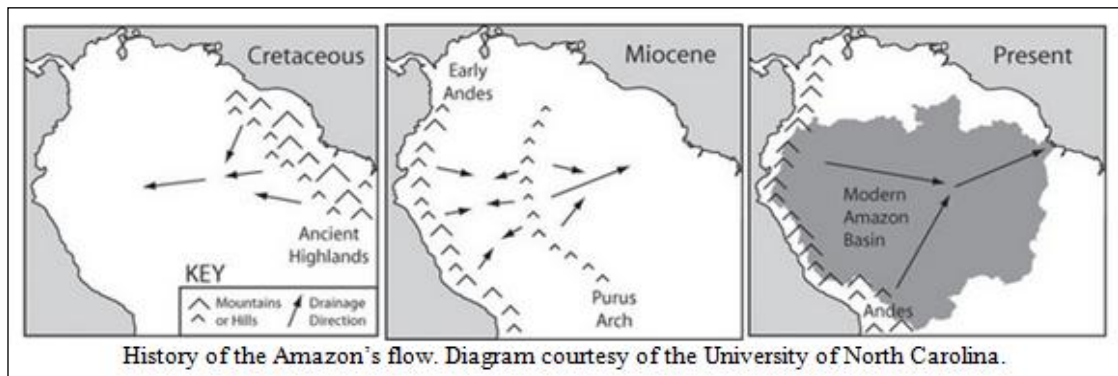 Cretaceous
Ancient
Highlands
KEY
Mountains
or Hills
Drainage
Direction
Miocene
Early
Andes
Purus
Arch
Present
Modern
Amazon
Basin
Andes
History of the Amazon's flow. Diagram courtesy of the University of North Carolina.